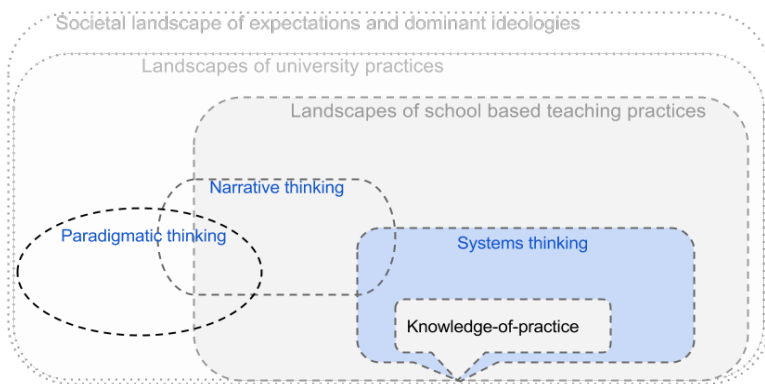 Societal landscape of expectations and dominant ideologies
Landscapes of university practices
Landscapes of school based teaching practices
Narrative thinking
Paradigmatic thinking
Systems thinking
Knowledge-of-practice